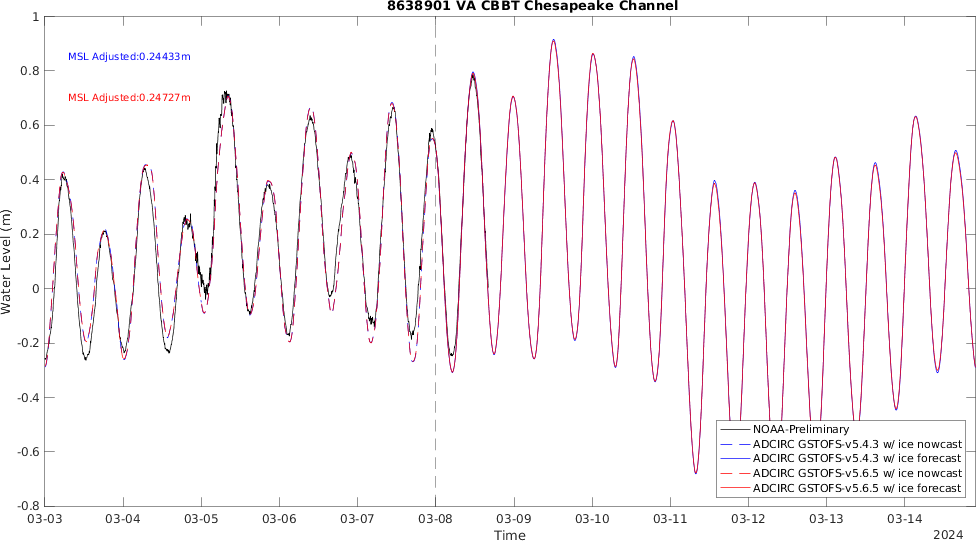 8638901 VA CBBT Chesapeake Channel
MSL Adjusted:0.24433m
MSL Adjusted:0.24727m
Water Level (m)
1
0.8
0.6
0.4
0.2
0
-0.2
-0.4
-0.6
-0.8
NOAA-Preliminary
ADCIRC GSTOFS-v5.4.3 w/ ice nowcast
ADCIRC GSTOFS-v5.4.3 w/ ice forecast
ADCIRC GSTOFS-v5.6.5 w/ ice nowcast
ADCIRC GSTOFS-v5.6.5 w/ ice forecast
03-03 03-04 03-05 03-06 03-07 03-08 03-09 03-10 03-11 03-12 03-13 03-14
Time
2024